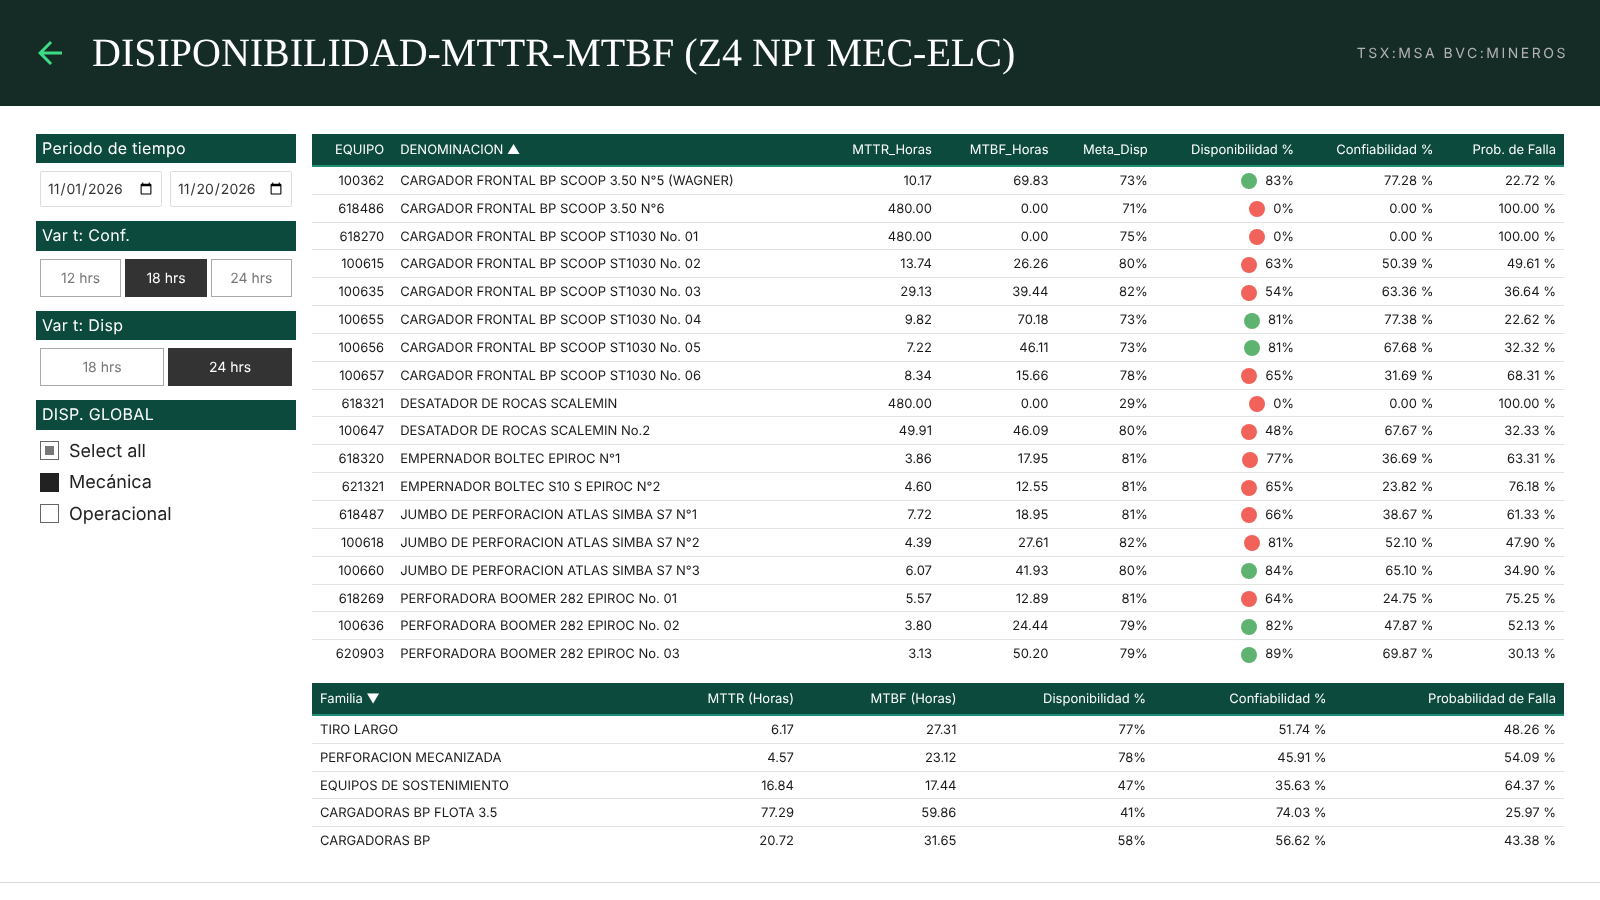 DISIPONIBILIDAD-MTTR-MTBF (Z4 NPI MEC-ELC)
TSX:MSA BVC:MINEROS
Periodo de tiempo
11/01/2026 11/20/2026
Var t: Conf.
12 hrs 18 hrs 24 hrs
Var t: Disp
18 hrs 24 hrs
DISP. GLOBAL
Select all
Mecánica
Operacional
EQUIPO DENOMINACION ▲ MTTR_Horas MTBF_Horas Meta_Disp Disponibilidad % Confiabilidad % Prob. de Falla
100362 CARGADOR FRONTAL BP SCOOP 3.50 N°5 (WAGNER) 10.17 69.83 73% 83% 77.28 % 22.72 %
618486 CARGADOR FRONTAL BP SCOOP 3.50 N°6 480.00 0.00 71% 0% 0.00 % 100.00 %
618270 CARGADOR FRONTAL BP SCOOP ST1030 No. 01 480.00 0.00 75% 0% 0.00 % 100.00 %
100615 CARGADOR FRONTAL BP SCOOP ST1030 No. 02 13.74 26.26 80% 63% 50.39 % 49.61 %
100635 CARGADOR FRONTAL BP SCOOP ST1030 No. 03 29.13 39.44 82% 54% 63.36 % 36.64 %
100655 CARGADOR FRONTAL BP SCOOP ST1030 No. 04 9.82 70.18 73% 81% 77.38 % 22.62 %
100656 CARGADOR FRONTAL BP SCOOP ST1030 No. 05 7.22 46.11 73% 81% 67.68 % 32.32 %
100657 CARGADOR FRONTAL BP SCOOP ST1030 No. 06 8.34 15.66 78% 65% 31.69 % 68.31 %
618321 DESATADOR DE ROCAS SCALEMIN 480.00 0.00 29% 0% 0.00 % 100.00 %
100647 DESATADOR DE ROCAS SCALEMIN No.2 49.91 46.09 80% 48% 67.67 % 32.33 %
618320 EMPERNADOR BOLTEC EPIROC N°1 3.86 17.95 81% 77% 36.69 % 63.31 %
621321 EMPERNADOR BOLTEC S10 S EPIROC N°2 4.60 12.55 81% 65% 23.82 % 76.18 %
618487 JUMBO DE PERFORACION ATLAS SIMBA S7 N°1 7.72 18.95 81% 66% 38.67 % 61.33 %
100618 JUMBO DE PERFORACION ATLAS SIMBA S7 N°2 4.39 27.61 82% 81% 52.10 % 47.90 %
100660 JUMBO DE PERFORACION ATLAS SIMBA S7 N°3 6.07 41.93 80% 84% 65.10 % 34.90 %
618269 PERFORADORA BOOMER 282 EPIROC No. 01 5.57 12.89 81% 64% 24.75 % 75.25 %
100636 PERFORADORA BOOMER 282 EPIROC No. 02 3.80 24.44 79% 82% 47.87 % 52.13 %
620903 PERFORADORA BOOMER 282 EPIROC No. 03 3.13 50.20 79% 89% 69.87 % 30.13 %
Familia ▼ MTTR (Horas) MTBF (Horas) Disponibilidad % Confiabilidad % Probabilidad de Falla
TIRO LARGO 6.17 27.31 77% 51.74 % 48.26 %
PERFORACION MECANIZADA 4.57 23.12 78% 45.91 % 54.09 %
EQUIPOS DE SOSTENIMIENTO 16.84 17.44 47% 35.63 % 64.37 %
CARGADORAS BP FLOTA 3.5 77.29 59.86 41% 74.03 % 25.97 %
CARGADORAS BP 20.72 31.65 58% 56.62 % 43.38 %